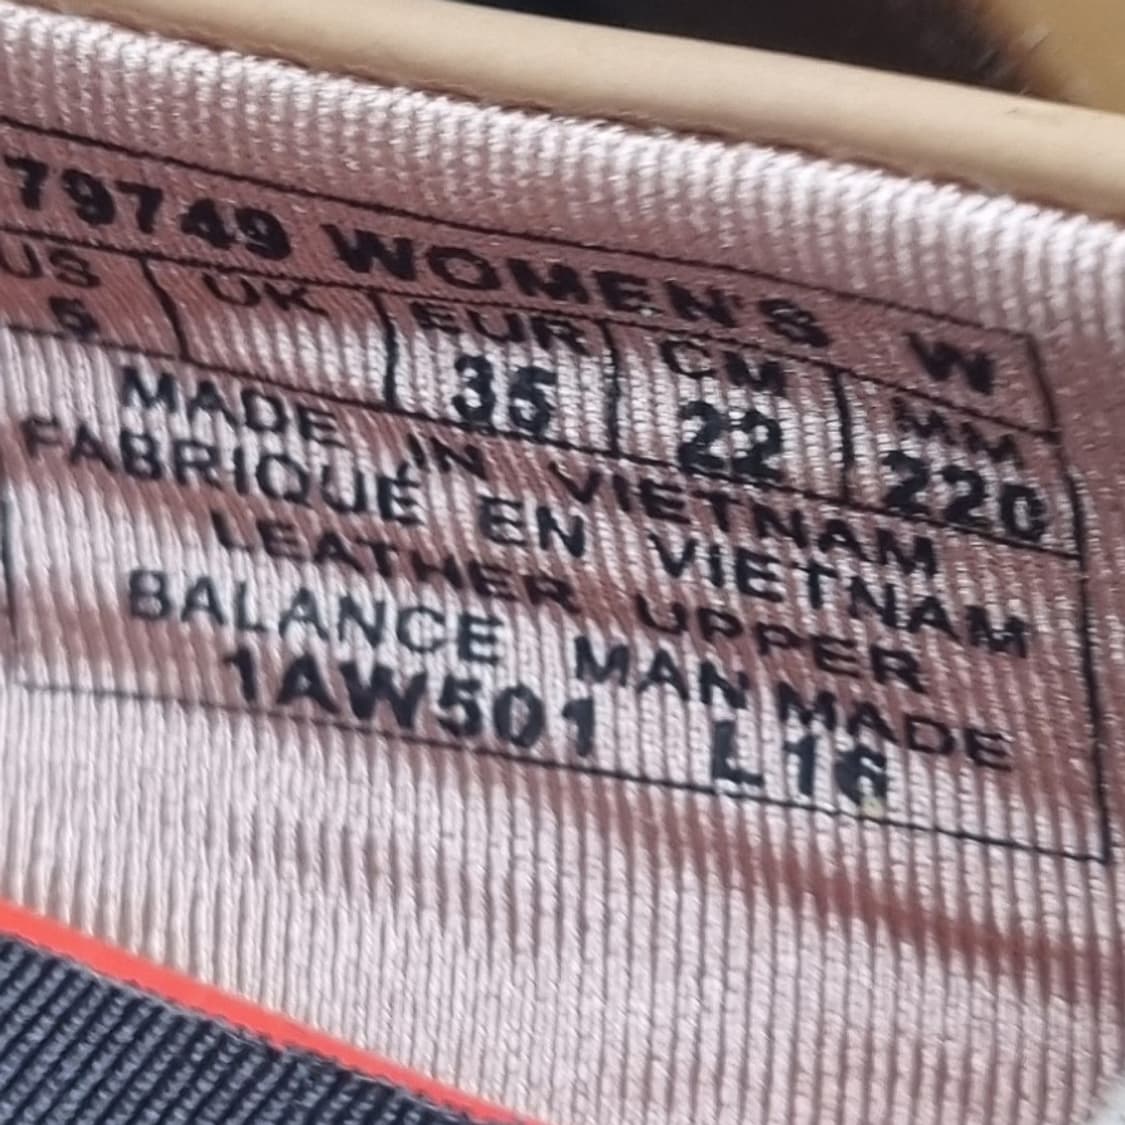 79749 WOMEN'S W
US UK EUR CM MM
5 35 22 220
MADE IN VIETNAM
FABRIQUÉ EN VIETNAM
LEATHER UPPER
BALANCE MAN MADE
1AW501 L16